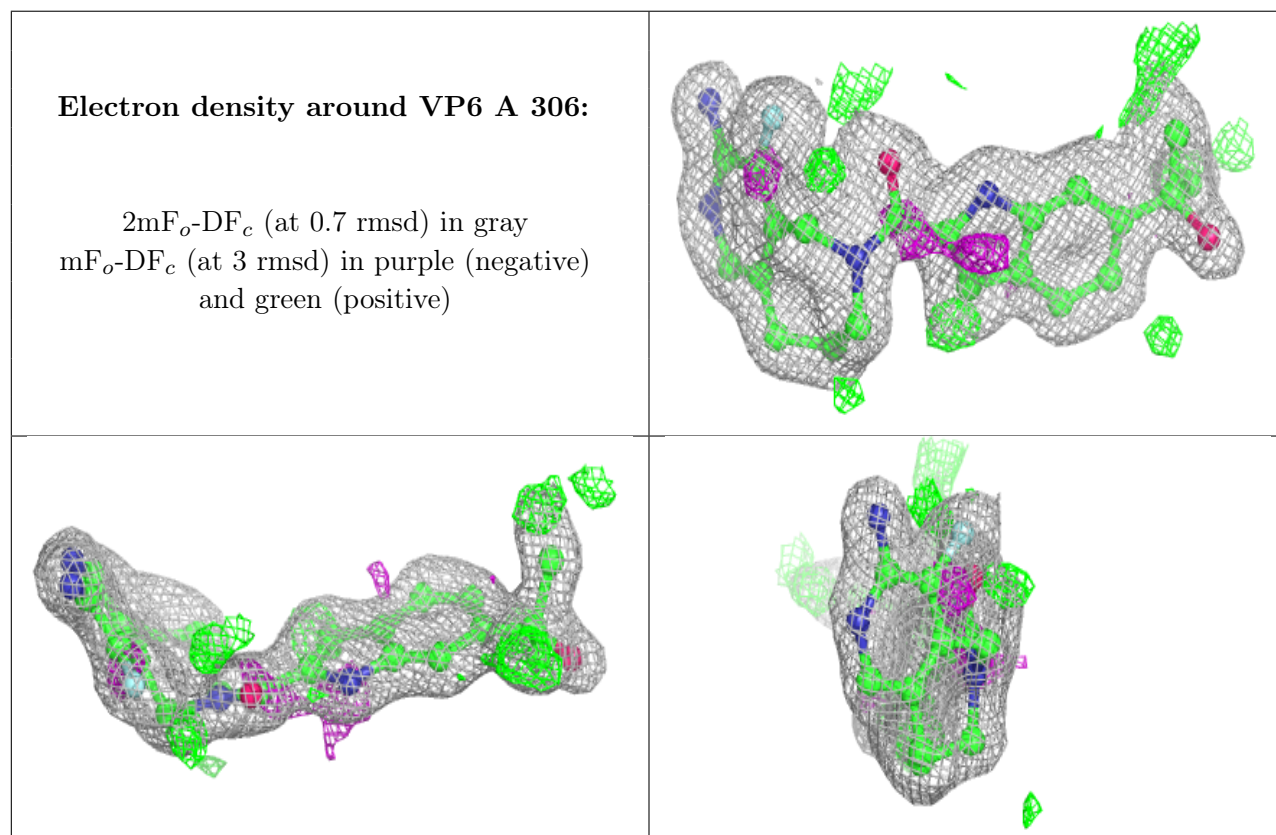 Electron density around VP6 A 306:
2mFo-DFc (at 0.7 rmsd) in gray
mFo-DFc (at 3 rmsd) in purple (negative)
and green (positive)